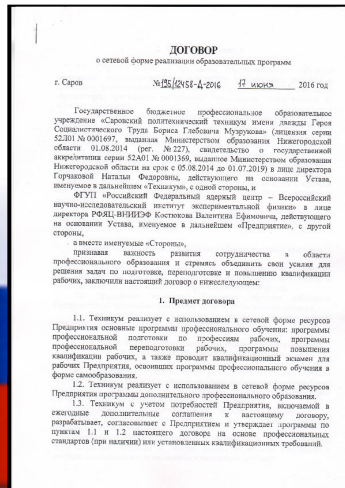 ДОГОВОР
о сетевой форме реализации образовательных программ
г. Саров №195/12458-Д-2016 17 июня 2016 год
Государственное бюджетное профессиональное образовательное
учреждение «Саровский политехнический техникум имени дважды Героя
Социалистического Труда Бориса Глебовича Музрукова» (лицензия серии
52Л01 № 0001697, выданная Министерством образования Нижегородской
области 01.08.2014 (рег. № 227), свидетельство о государственной
аккредитации серии 52А01 № 0001369, выданное Министерством образования
Нижегородской области на срок с 05.08.2014 до 01.07.2019) в лице директора
Горчаковой Натальи Федоровны, действующего на основании Устава,
именуемое в дальнейшем «Техникум», с одной стороны, и
ФГУП «Российский Федеральный ядерный центр – Всероссийский
научно-исследовательский институт экспериментальной физики» в лице
директора РФЯЦ-ВНИИЭФ Костюкова Валентина Ефимовича, действующего
на основании Устава, именуемое в дальнейшем «Предприятие», с другой
стороны,
а вместе именуемые «Стороны»,
признавая важность развития сотрудничества в области
профессионального образования и стремясь объединить свои усилия для
решения задач по подготовке, переподготовке и повышению квалификации
рабочих, заключили настоящий договор о нижеследующем:
1. Предмет договора
1.1. Техникум реализует с использованием в сетевой форме ресурсов
Предприятия основные программы профессионального обучения: программы
профессиональной подготовки по профессиям рабочих, программы
профессиональной переподготовки рабочих, программы повышения
квалификации рабочих, а также проводит квалификационный экзамен для
рабочих Предприятия, освоивших программы профессионального обучения в
форме самообразования.
1.2. Техникум реализует с использованием в сетевой форме ресурсов
Предприятия программы дополнительного профессионального образования.
1.3. Техникум с учетом потребностей Предприятия, включаемой в
ежегодные дополнительные соглашения к настоящему договору,
разрабатывает, согласовывает с Предприятием и утверждает программы по
пунктам 1.1 и 1.2 настоящего договора на основе профессиональных
стандартов (при наличии) или установленных квалификационных требований.